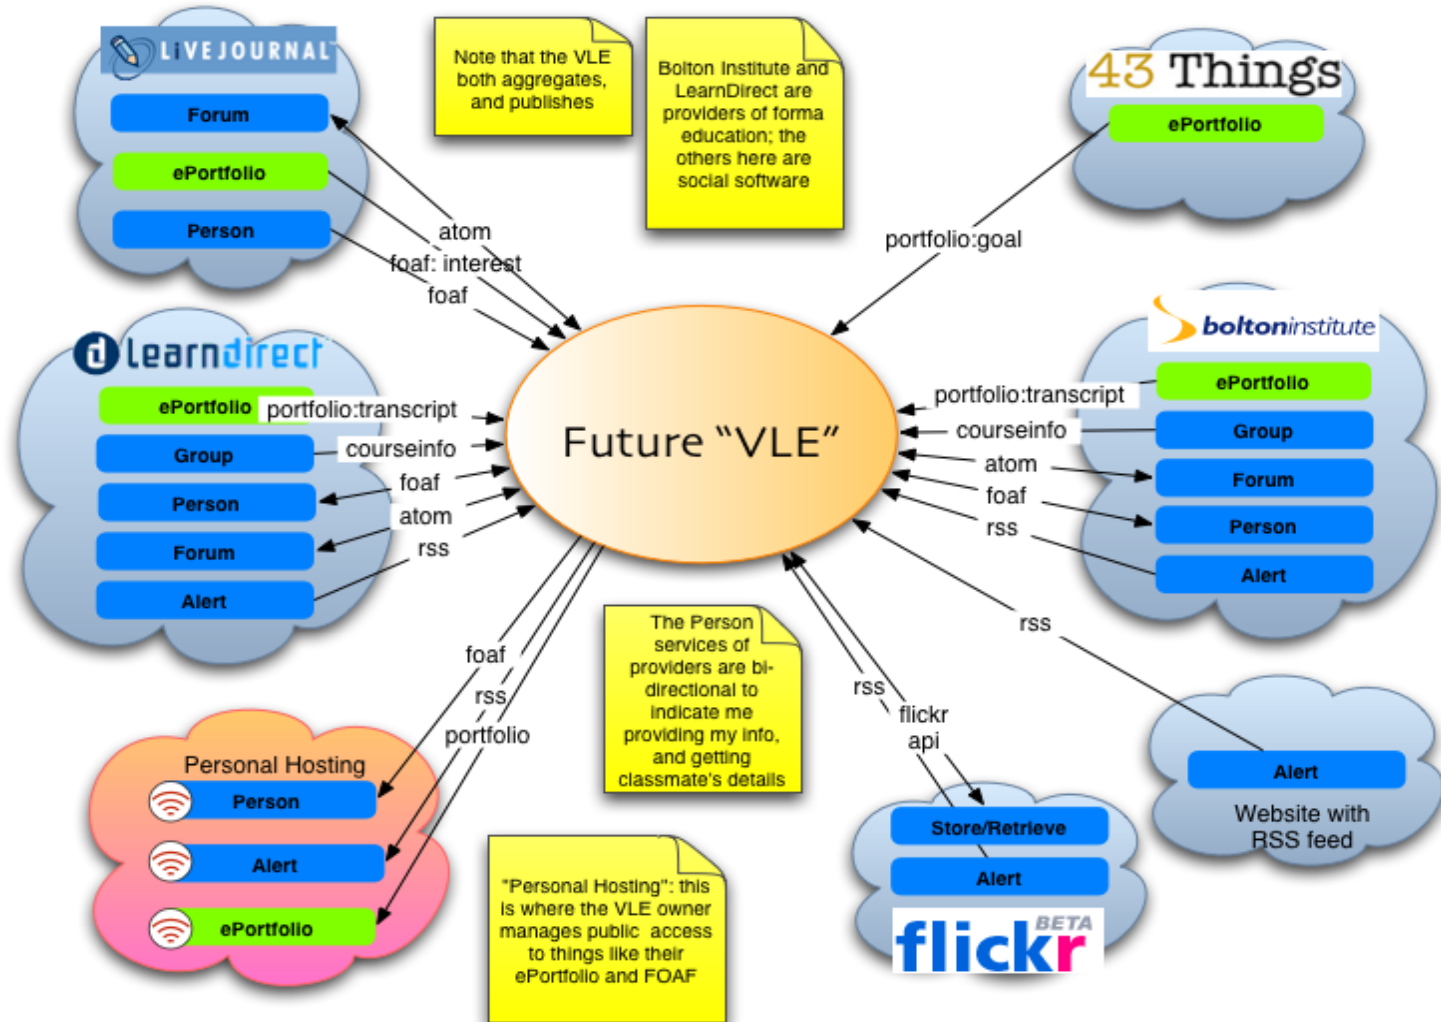 LiVEJOURNAL
Forum
ePortfolio
Person
atom
foaf: interest
foaf
Note that the VLE
both aggregates,
and publishes
Bolton Institute and
LearnDirect are
providers of forma
education; the
others here are
social software
43 Things
ePortfolio
portfolio:goal
learndirect
ePortfolio
Group
Person
Forum
Alert
portfolio:transcript
courseinfo
foaf
atom
rss
Future “VLE”
boltoninstitute
ePortfolio
Group
Forum
Person
Alert
portfolio:transcript
courseinfo
atom
foaf
rss
foaf
rss
portfolio
Personal Hosting
Person
Alert
ePortfolio
The Person
services of
providers are bi-
directional to
indicate me
providing my info,
and getting
classmate's details
"Personal Hosting": this
is where the VLE owner
manages public access
to things like their
ePortfolio and FOAF
rss
flickr
api
Store/Retrieve
Alert
flickr BETA
rss
Alert
Website with
RSS feed